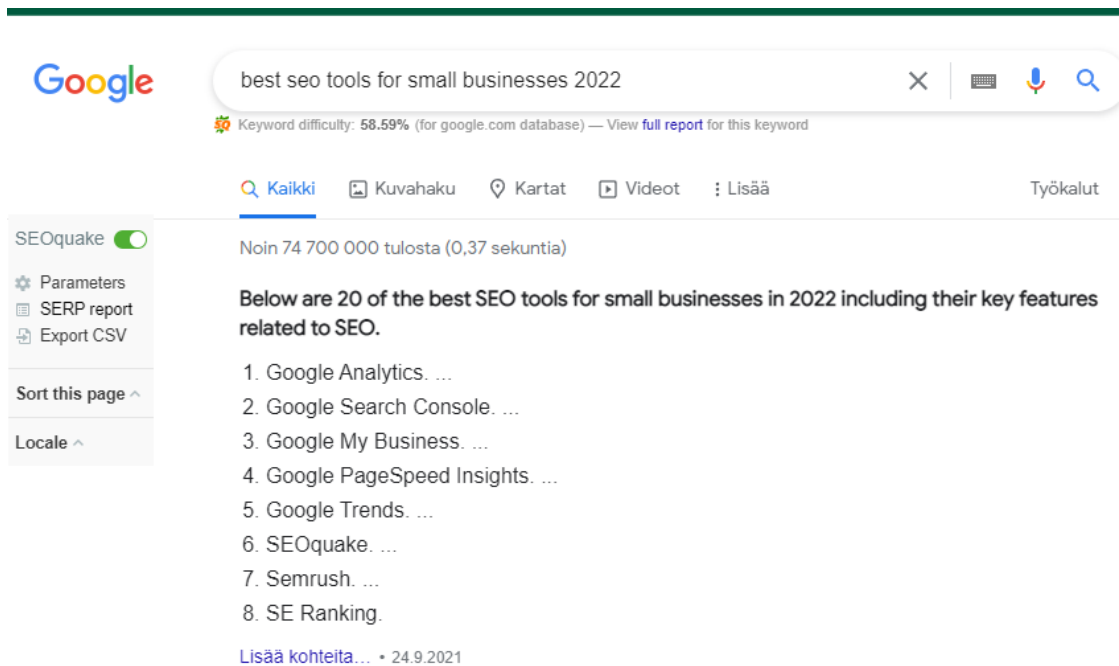 Google
best seo tools for small businesses 2022
Keyword difficulty: 58.59% (for google.com database) — View full report for this keyword
Kaikki Kuvahaku Kartat Videot Lisää Työkalut
SEOquake
Parameters
SERP report
Export CSV
Sort this page
Locale
Noin 74 700 000 tulosta (0,37 sekuntia)
Below are 20 of the best SEO tools for small businesses in 2022 including their key features
related to SEO.
1. Google Analytics. ...
2. Google Search Console. ...
3. Google My Business. ...
4. Google PageSpeed Insights. ...
5. Google Trends. ...
6. SEOquake. ...
7. Semrush. ...
8. SE Ranking.
Lisää kohteita... • 24.9.2021